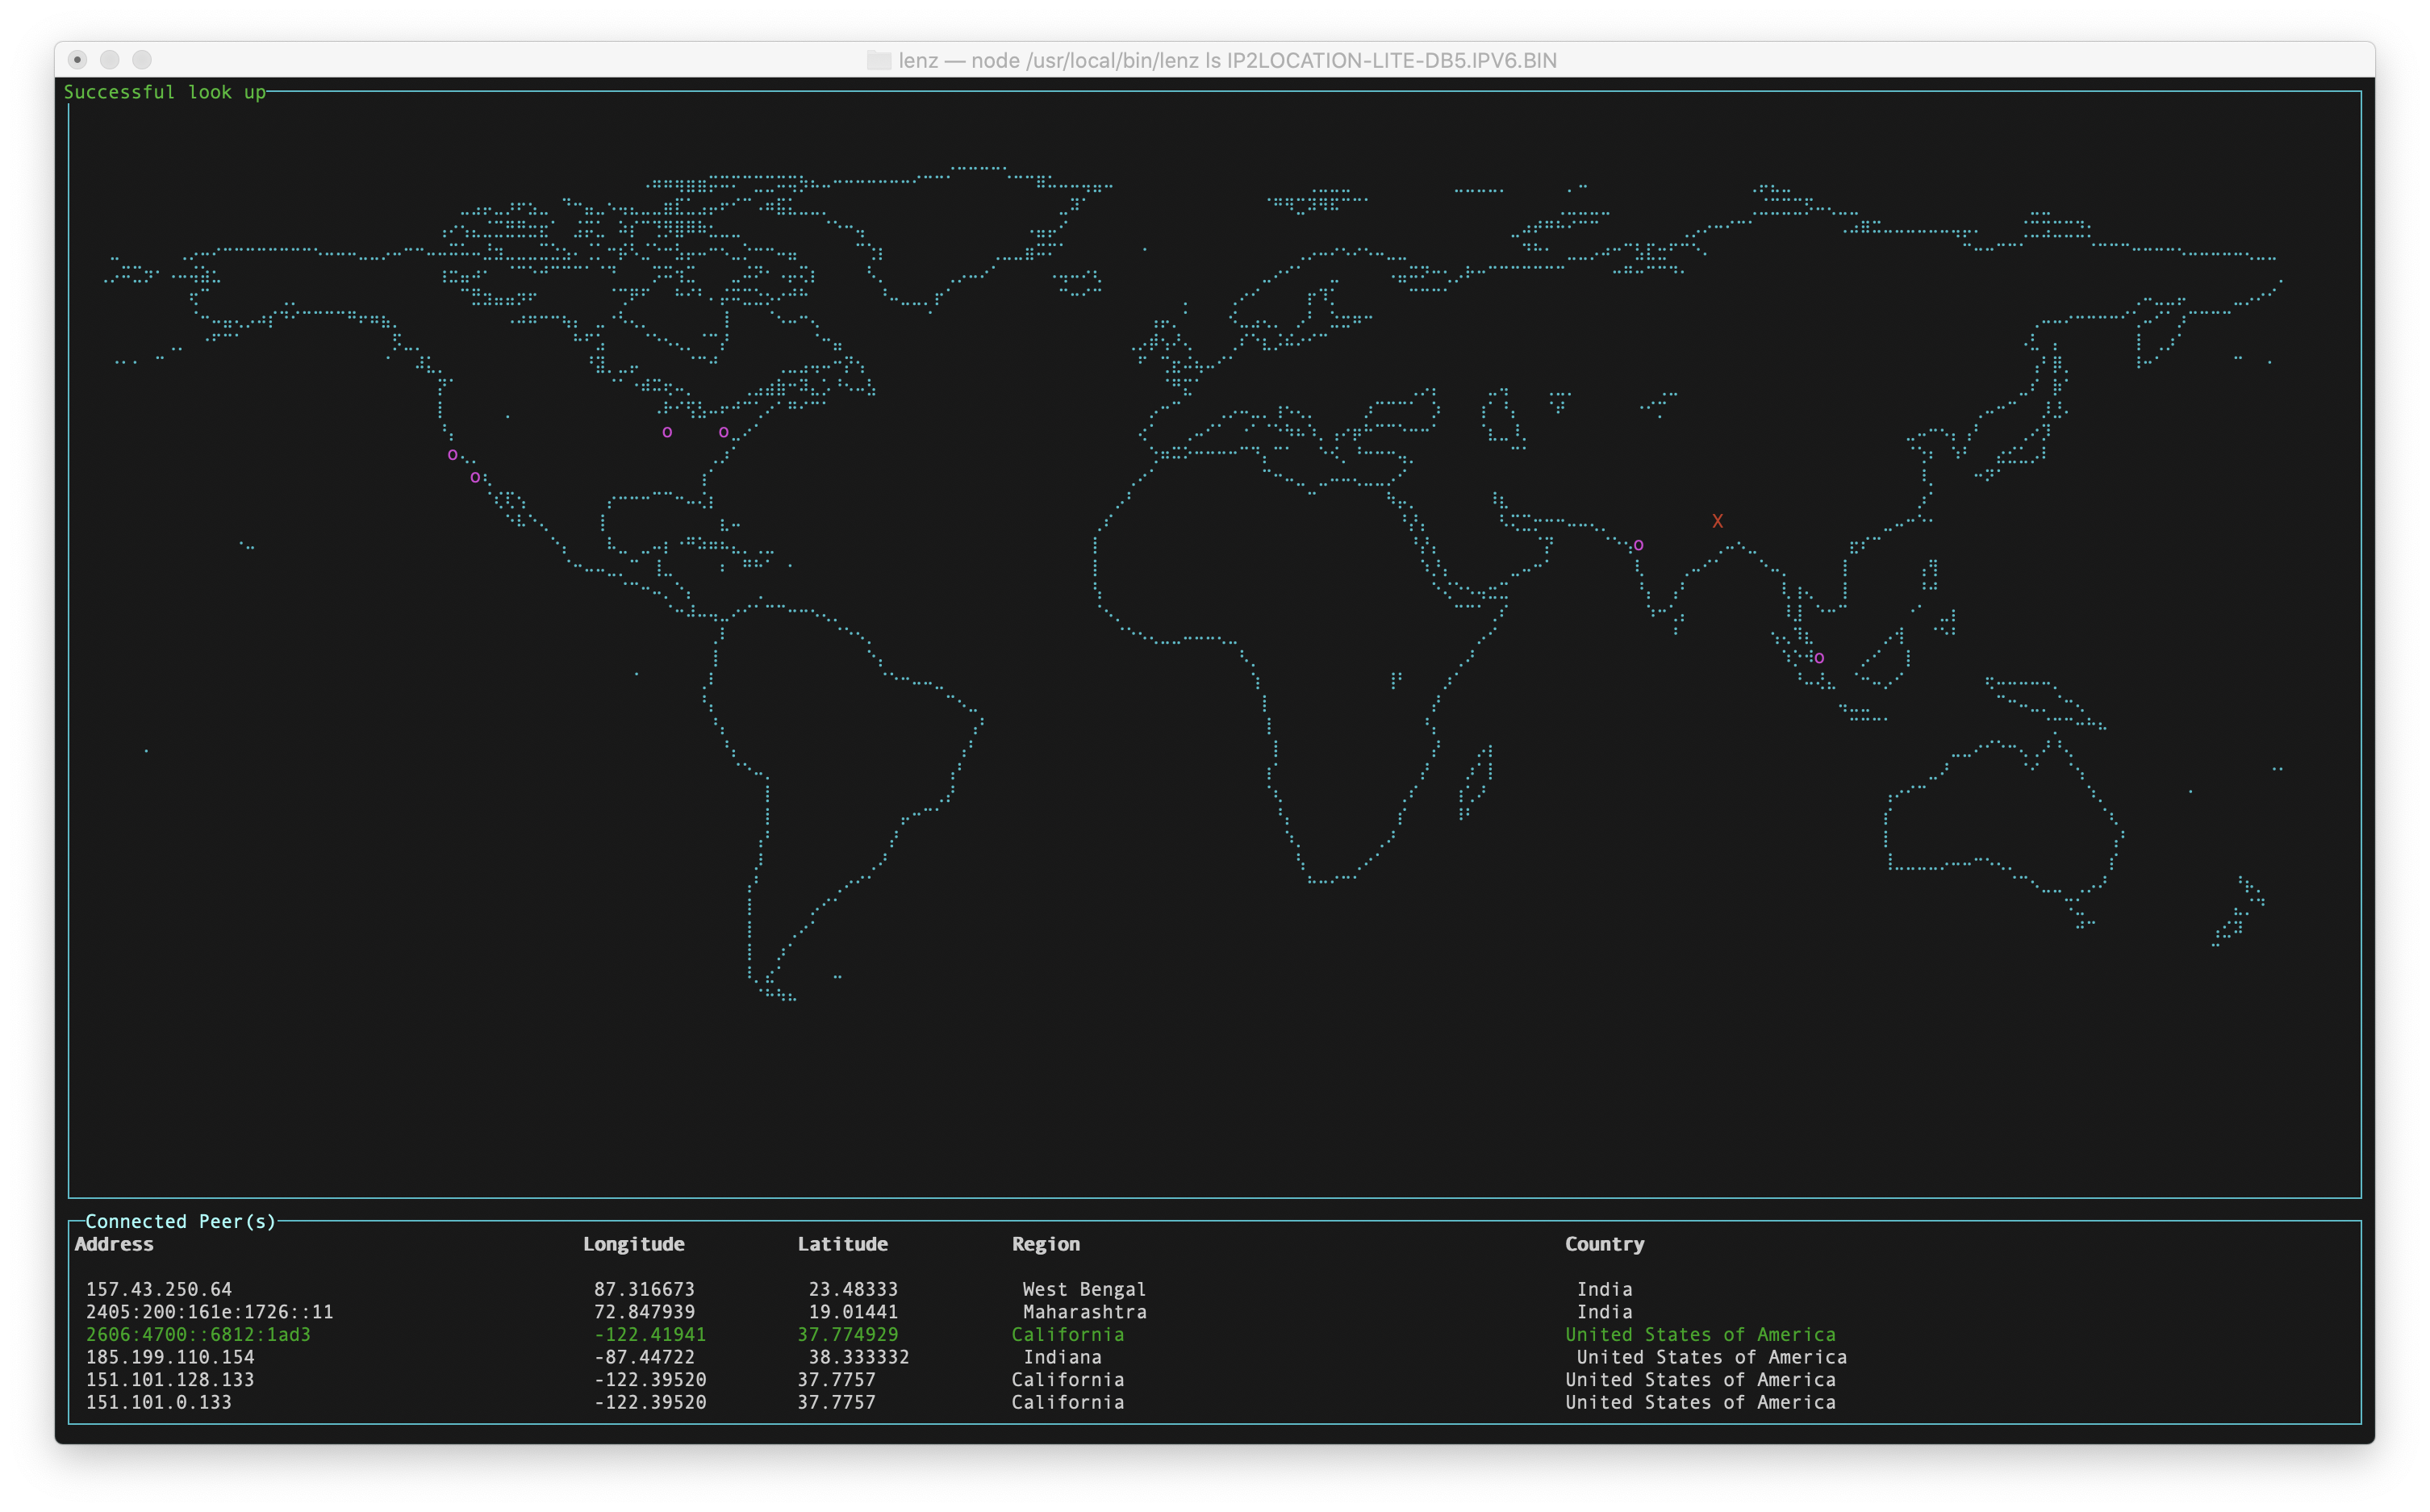 lenz — node /usr/local/bin/lenz ls IP2LOCATION-LITE-DB5.IPV6.BIN
Successful look up
o o
o
o
X
o
o
Connected Peer(s)
Address Longitude Latitude Region Country
157.43.250.64 87.316673 23.48333 West Bengal India
2405:200:161e:1726::11 72.847939 19.01441 Maharashtra India
2606:4700::6812:1ad3 -122.41941 37.774929 California United States of America
185.199.110.154 -87.44722 38.333332 Indiana United States of America
151.101.128.133 -122.39520 37.7757 California United States of America
151.101.0.133 -122.39520 37.7757 California United States of America